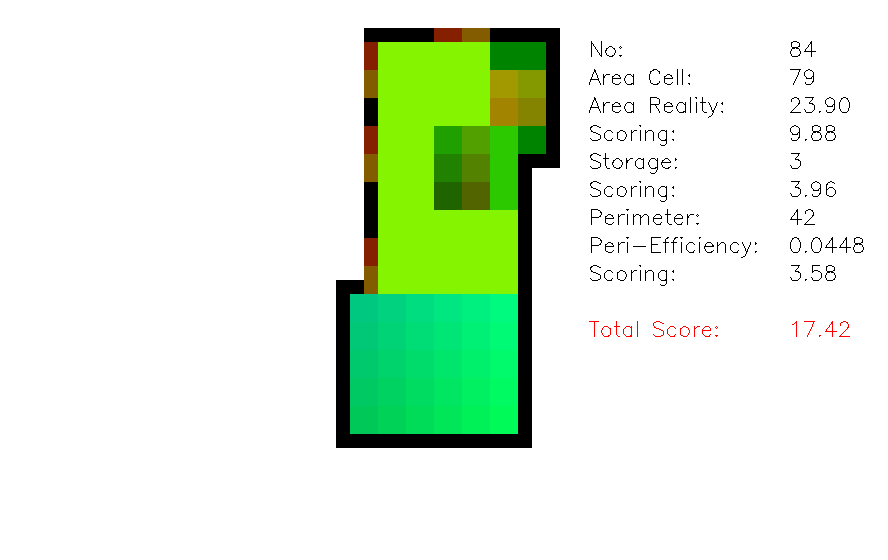 No: 84
Area Cell: 79
Area Reality: 23.90
Scoring: 9.88
Storage: 3
Scoring: 3.96
Perimeter: 42
Peri-Efficiency: 0.0448
Scoring: 3.58
Total Score: 17.42